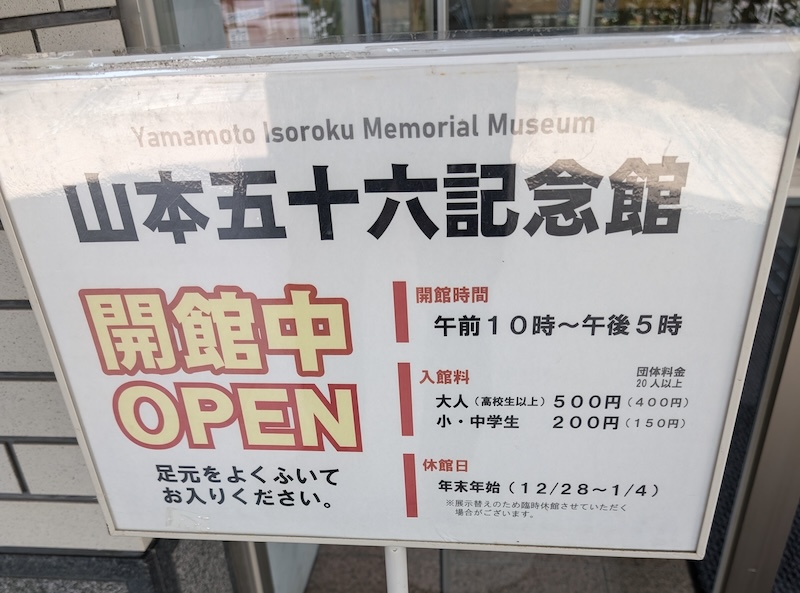 Yamamoto Isoroku Memorial Museum
山本五十六記念館
開館中
OPEN
足元をよくふいて
お入りください。
開館時間
午前10時~午後5時
入館料
団体料金
20人以上
大人(高校生以上) 500円(400円)
小・中学生 200円(150円)
休館日
年末年始(12/28~1/4)
※展示替えのため臨時休館させていただく
場合がございます。